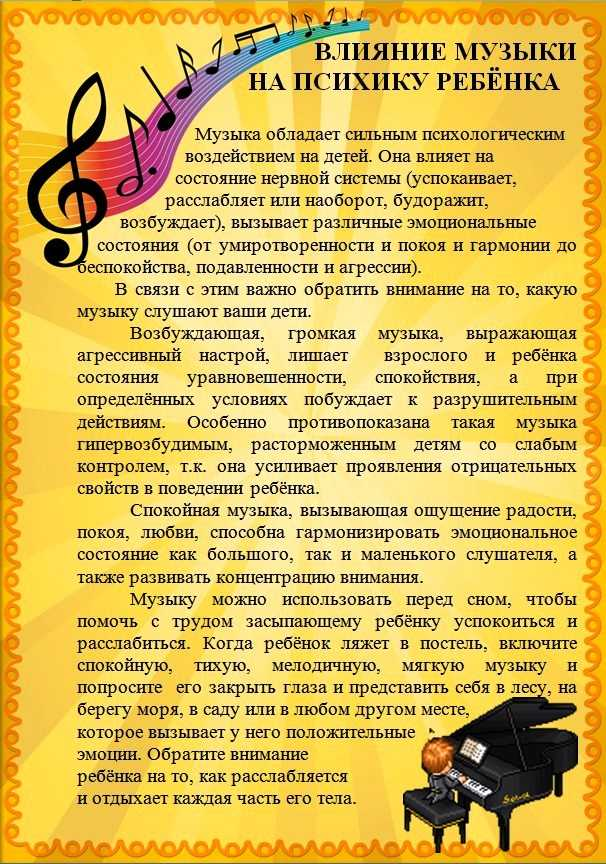 ВЛИЯНИЕ МУЗЫКИ
НА ПСИХИКУ РЕБЁНКА
Музыка обладает сильным психологическим
воздействием на детей. Она влияет на
состояние нервной системы (успокаивает,
расслабляет или наоборот, будоражит,
возбуждает), вызывает различные эмоциональные
состояния (от умиротворенности и покоя и гармонии до
беспокойства, подавленности и агрессии).
В связи с этим важно обратить внимание на то, какую
музыку слушают ваши дети.
Возбуждающая, громкая музыка, выражающая
агрессивный настрой, лишает взрослого и ребёнка
состояния уравновешенности, спокойствия, а при
определённых условиях побуждает к разрушительным
действиям. Особенно противопоказана такая музыка
гипервозбудимым, расторможенным детям со слабым
контролем, т.к. она усиливает проявления отрицательных
свойств в поведении ребёнка.
Спокойная музыка, вызывающая ощущение радости,
покоя, любви, способна гармонизировать эмоциональное
состояние как большого, так и маленького слушателя, а
также развивать концентрацию внимания.
Музыку можно использовать перед сном, чтобы
помочь с трудом засыпающему ребёнку успокоиться и
расслабиться. Когда ребёнок ляжет в постель, включите
спокойную, тихую, мелодичную, мягкую музыку и
попросите его закрыть глаза и представить себя в лесу, на
берегу моря, в саду или в любом другом месте,
которое вызывает у него положительные
эмоции. Обратите внимание
ребёнка на то, как расслабляется
и отдыхает каждая часть его тела.